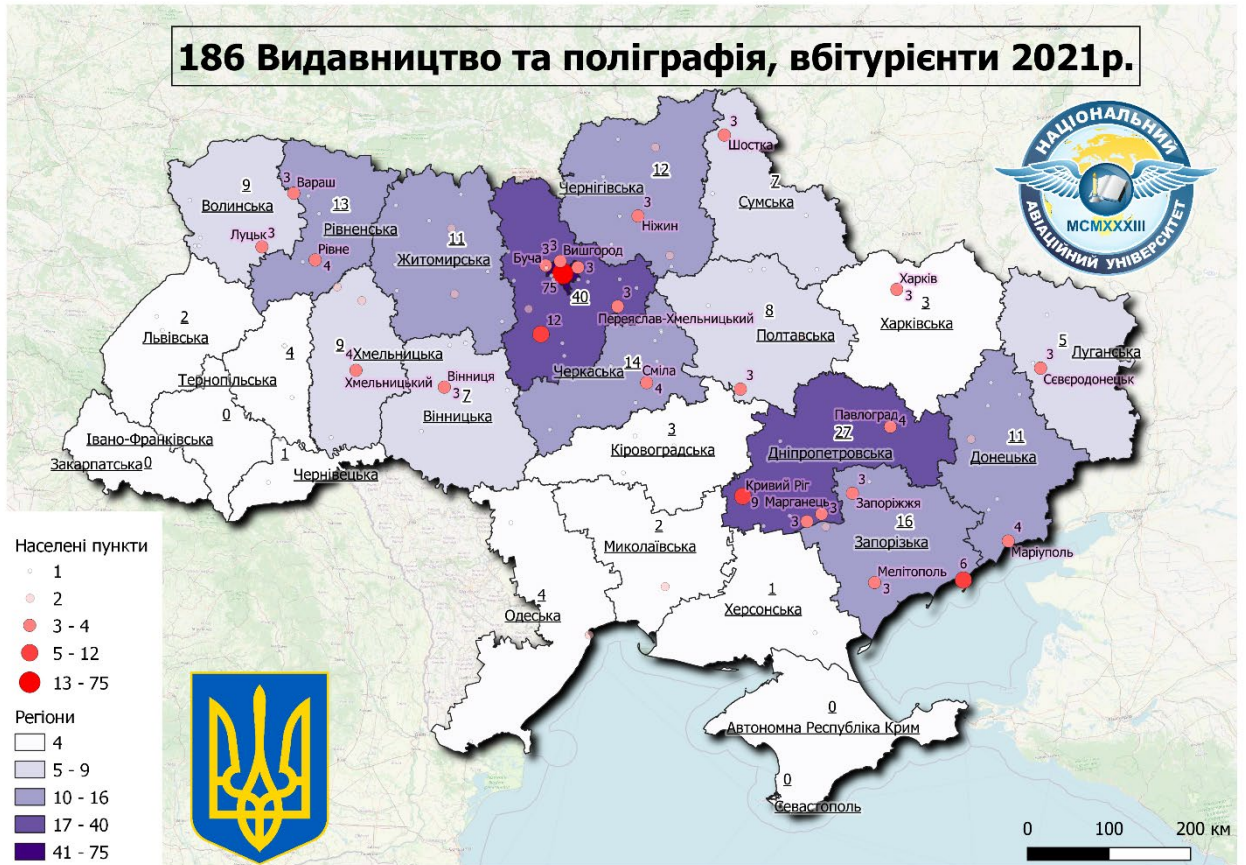 186 Видавництво та поліграфія, вбітурієнти 2021р.
НАЦІОНАЛЬНИЙ
АВІАЦІЙНИЙ УНІВЕРСИТЕТ
MCMXXXIII
3
Шостка
12
Чернігівська
7
Сумська
3
Ніжин
9
Волинська
3 Вараш
13
Рівненська
Луцьк 3
Рівне
4
11
Житомирська
3 3 Вишгород
Буча
3
75
40
3
Переяслав-Хмельницький
12
Харків
3
3
Харківська
8
Полтавська
3
5
Луганська
3
Сєвєродонецьк
2
Львівська
4
Тернопільська
9
Хмельницька
4
Хмельницький
Вінниця
3
7
Вінницька
Черкаська
14
Сміла
4
0
Івано-Франківська
Закарпатська 0
1
Чернівецька
3
Кіровоградська
Павлоград
4
27
Дніпропетровська
11
Донецька
Кривий Ріг
9
Марганець
3
3
3
Запоріжжя
16
Запорізька
4
Маріуполь
Мелітополь
3
6
2
Миколаївська
4
Одеська
1
Херсонська
0
Автономна Республіка Крим
0
Севастополь
Населені пункти
1
2
3 - 4
5 - 12
13 - 75
Регіони
4
5 - 9
10 - 16
17 - 40
41 - 75
0 100 200 км